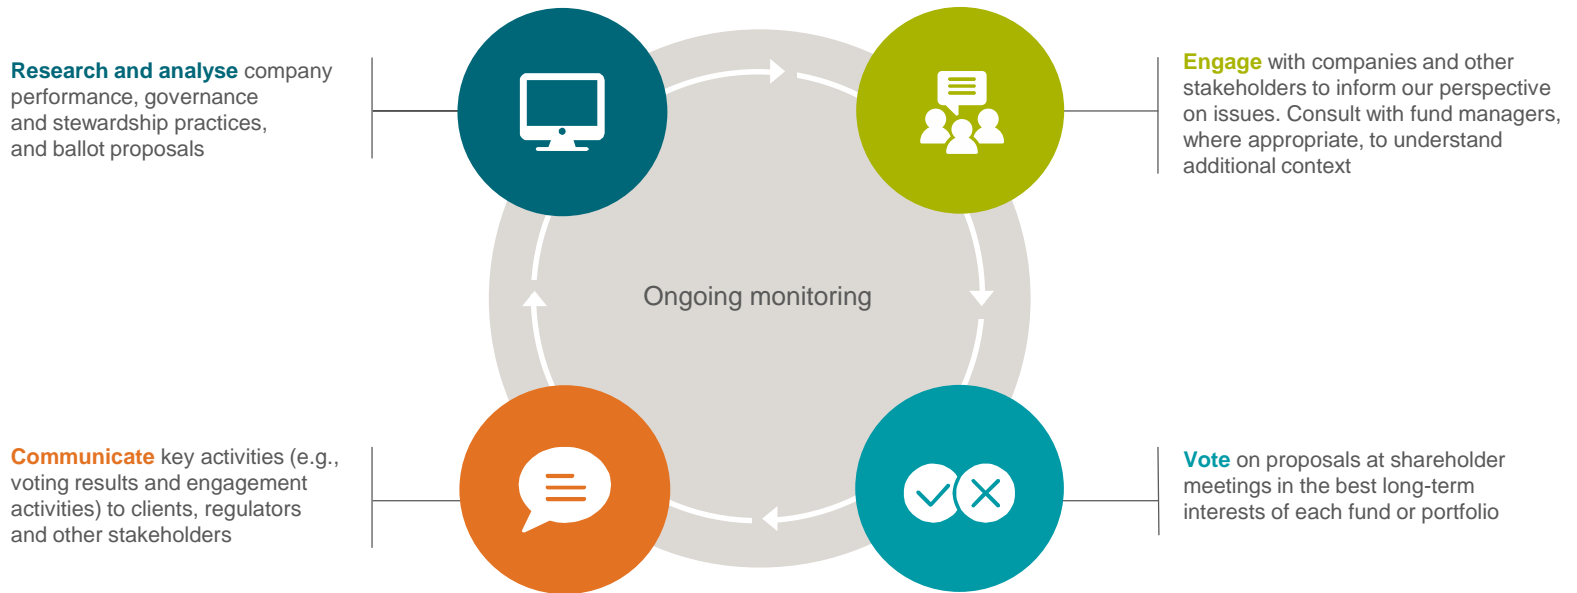 Research and analyse company
performance, governance
and stewardship practices,
and ballot proposals
Engage with companies and other
stakeholders to inform our perspective
on issues. Consult with fund managers,
where appropriate, to understand
additional context
Ongoing monitoring
Communicate key activities (e.g.,
voting results and engagement
activities) to clients, regulators
and other stakeholders
Vote on proposals at shareholder
meetings in the best long-term
interests of each fund or portfolio